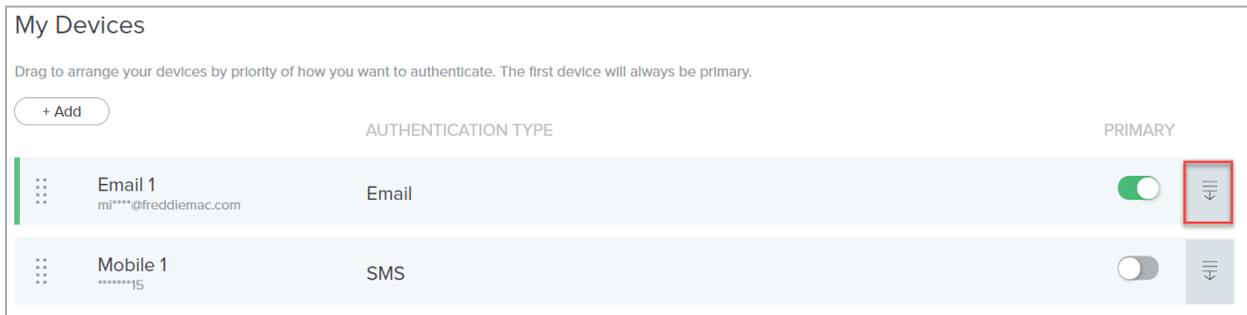 My Devices
Drag to arrange your devices by priority of how you want to authenticate. The first device will always be primary.
+ Add
AUTHENTICATION TYPE PRIMARY
Email 1
mi****@freddiemac.com
Email
Mobile 1
*******15
SMS